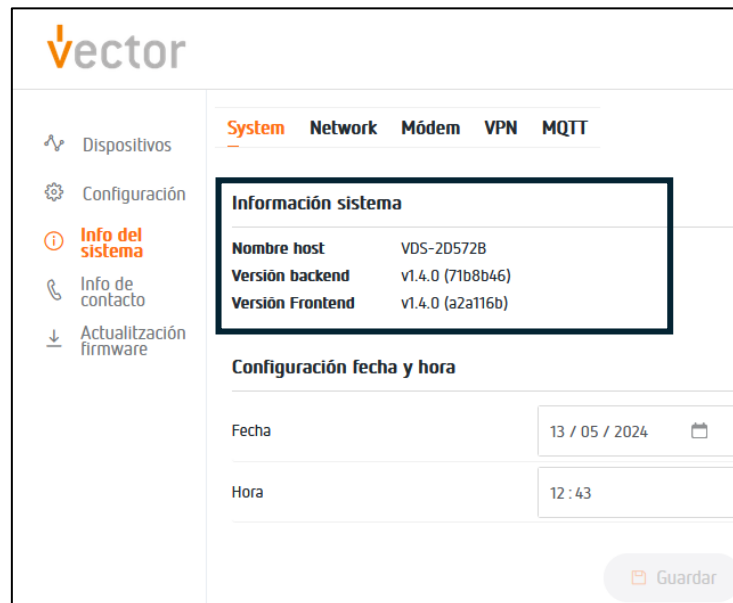 Vector
System Network Módem VPN MQTT
Dispositivos
Configuración
Info del
sistema
Info de
contacto
Actualitzación
firmware
Información sistema
Nombre host VDS-2D572B
Versión backend v1.4.0 (71b8b46)
Versión Frontend v1.4.0 (a2a116b)
Configuración fecha y hora
Fecha 13 / 05 / 2024
Hora 12 : 43
Guardar